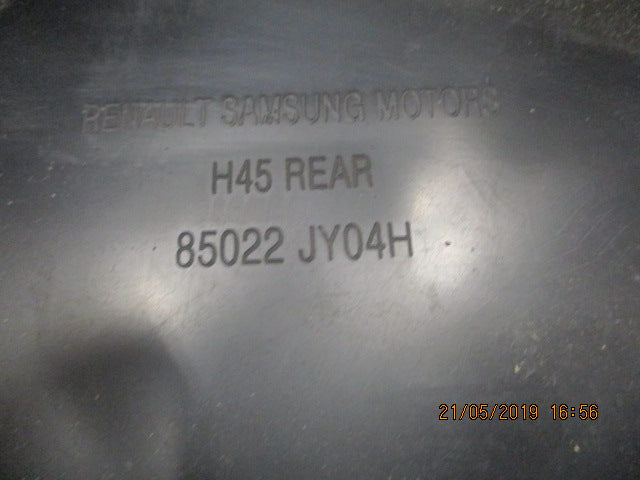 RENAULT SAMSUNG MOTORS
H45 REAR
85022 JY04H
21/05/2019 16:56